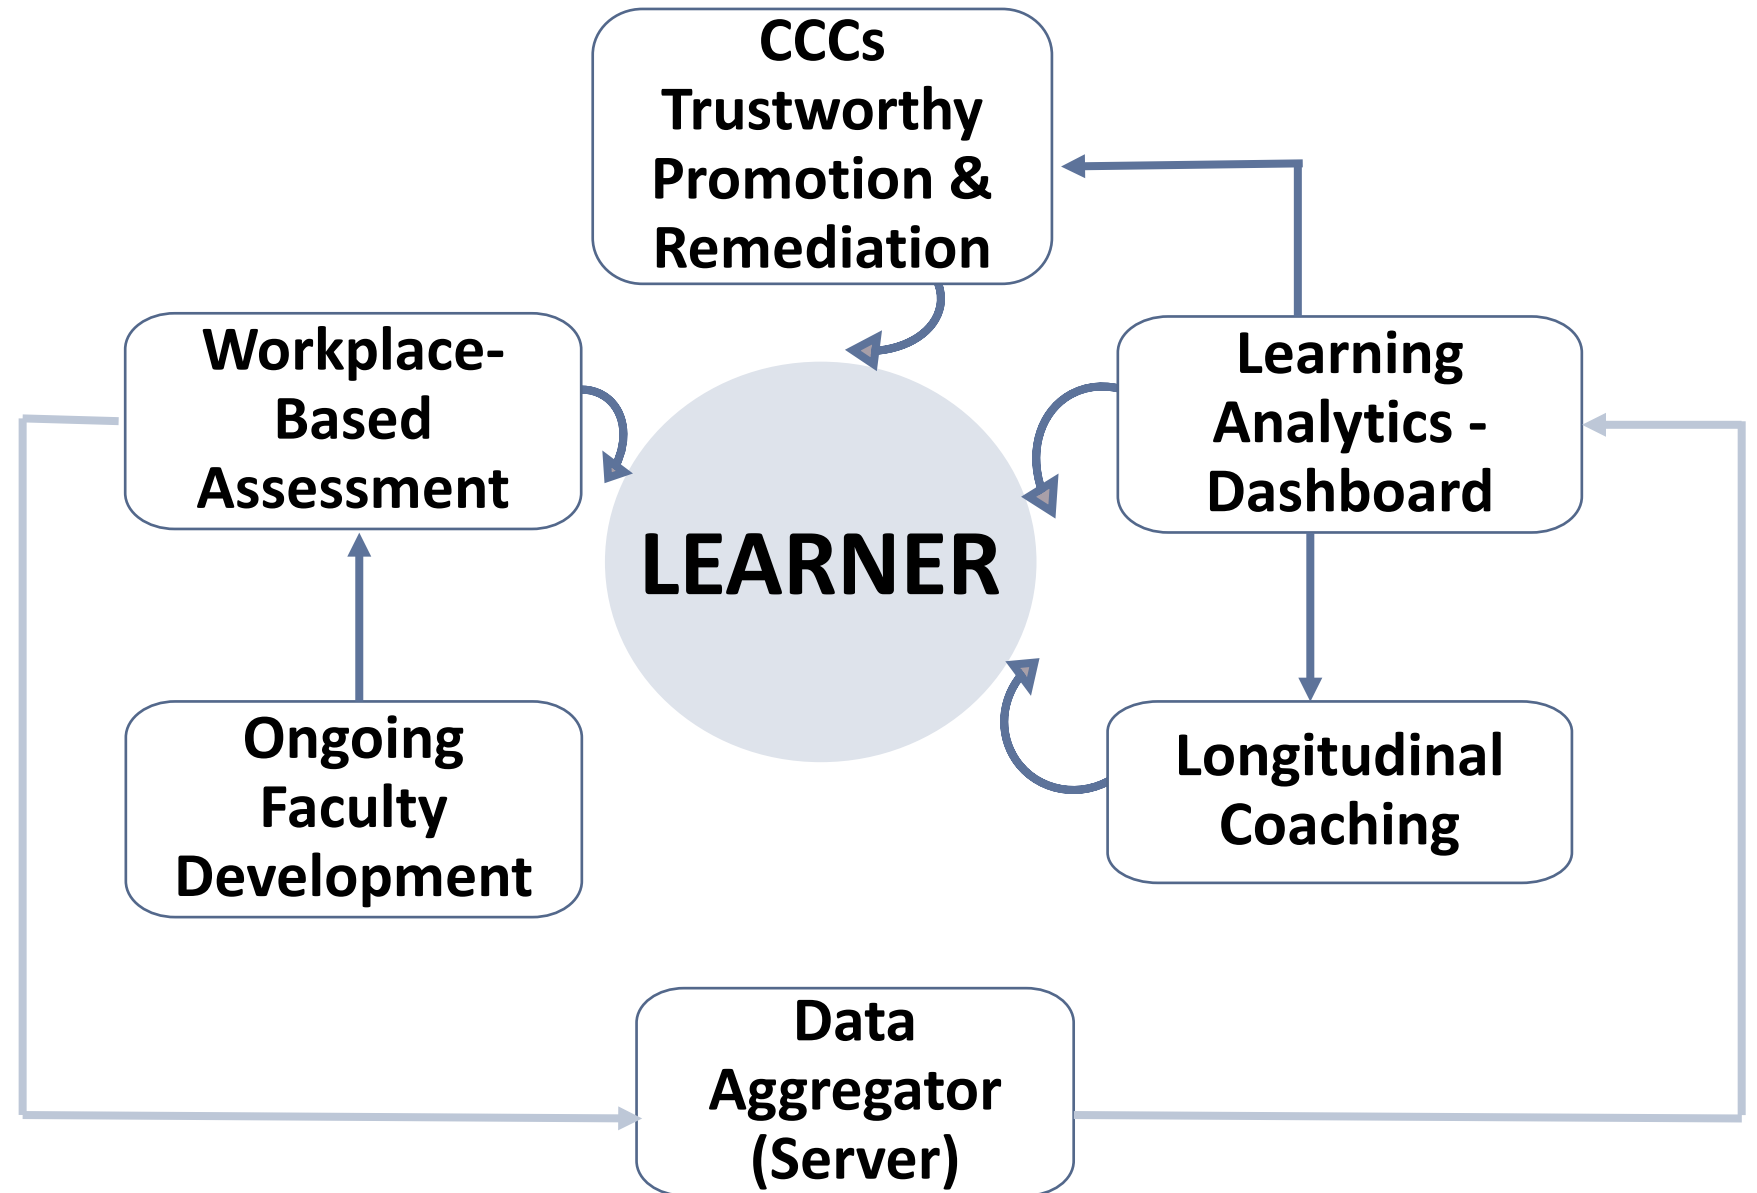 CCCs
Trustworthy
Promotion &
Remediation
Workplace-
Based
Assessment
Learning
Analytics -
Dashboard
LEARNER
Ongoing
Faculty
Development
Longitudinal
Coaching
Data
Aggregator
(Server)